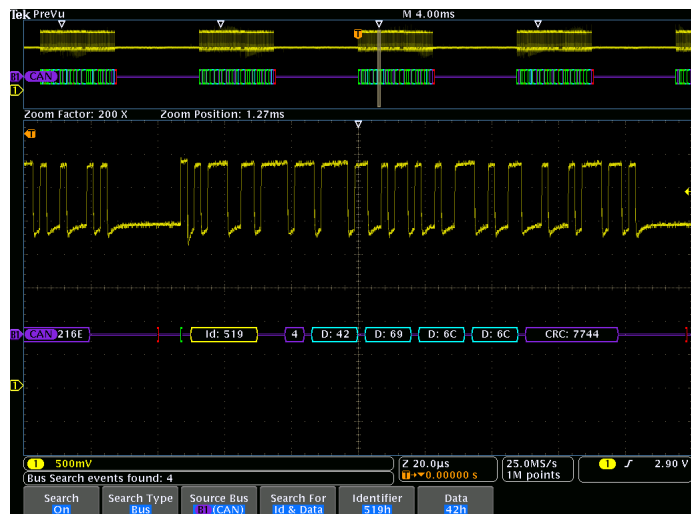 Tek PreVu M 4.00ms
T
B1 CAN
1
Zoom Factor: 200 X Zoom Position: 1.27ms
T
B1 CAN 216E Id: 519 4 D: 42 D: 69 D: 6C D: 6C CRC: 7744
1
1 500mV Z 20.0µs 25.0MS/s 1 2.90 V
T→▼0.00000 s 1M points
Bus Search events found: 4
Search Search Type Source Bus Search For Identifier Data
On Bus B1 (CAN) Id & Data 519h 42h